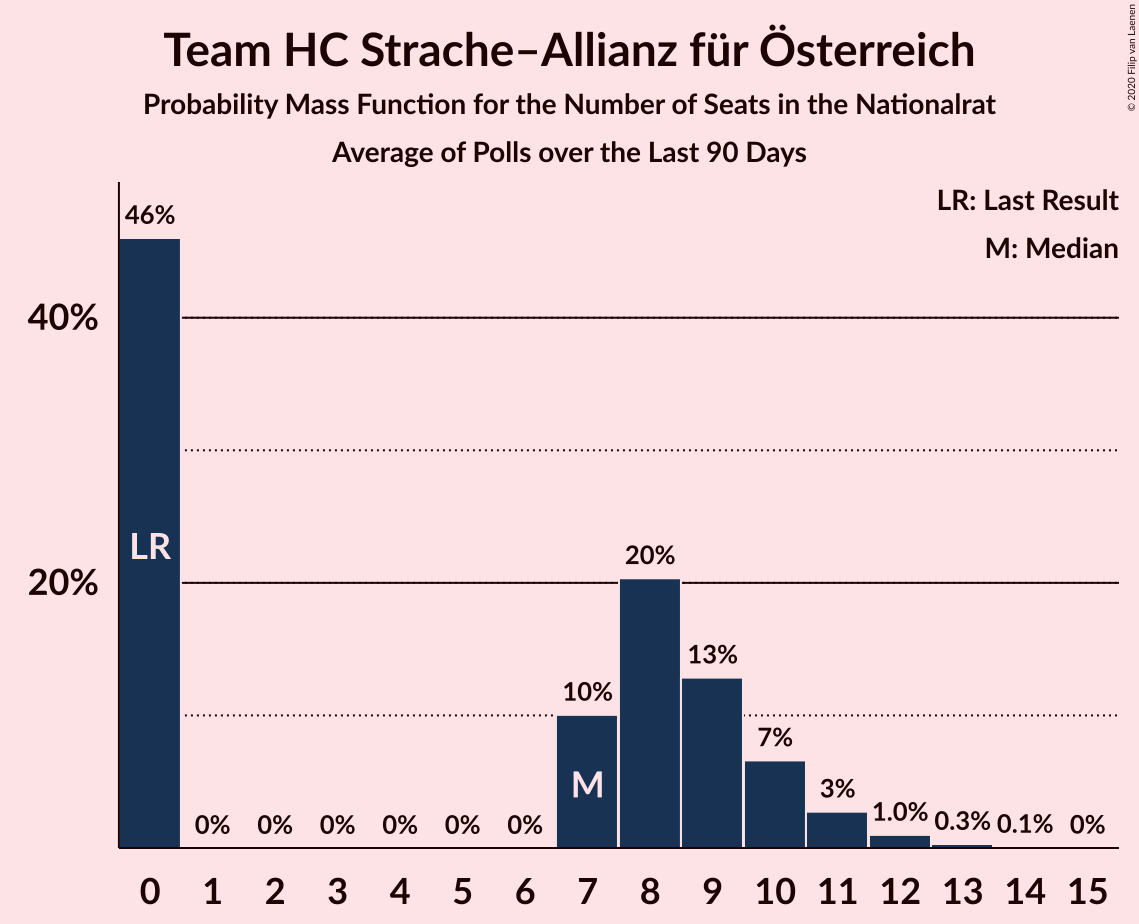 Team HC Strache–Allianz für Österreich
Probability Mass Function for the Number of Seats in the Nationalrat
Average of Polls over the Last 90 Days
© 2020 Filip van Laenen
LR: Last Result
M: Median
46%
40%
LR
20%
20%
13%
10%
7%
M
3%
0% 0% 0% 0% 0% 0% 1.0% 0.3% 0.1% 0%
0 1 2 3 4 5 6 7 8 9 10 11 12 13 14 15